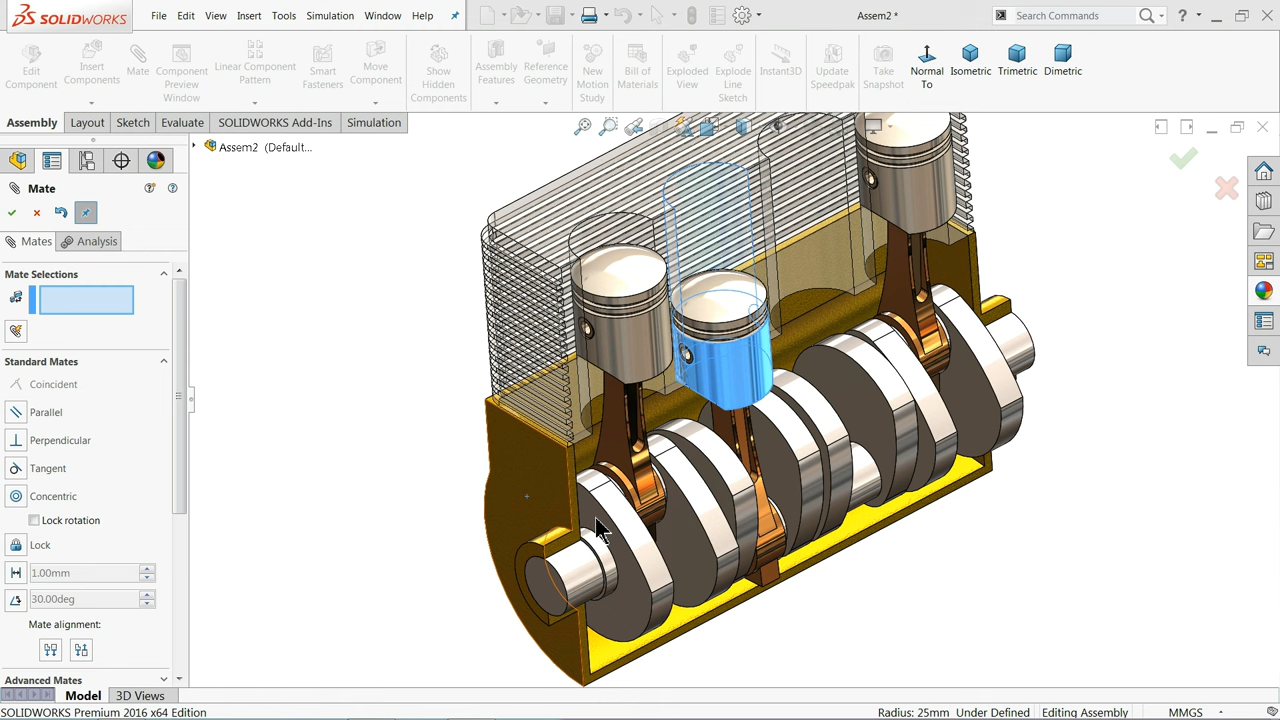 SOLIDWORKS
File Edit View Insert Tools Simulation Window Help
Assem2 *
Search Commands
?
Edit Component
Insert Components
Mate
Component Preview Window
Linear Component Pattern
Smart Fasteners
Move Component
Show Hidden Components
Assembly Features
Reference Geometry
New Motion Study
Bill of Materials
Exploded View
Explode Line Sketch
Instant3D
Update Speedpak
Take Snapshot
Normal To
Isometric
Trimetric
Dimetric
Assembly Layout Sketch Evaluate SOLIDWORKS Add-Ins Simulation
Assem2 (Default...
Mate
Mates Analysis
Mate Selections
Standard Mates
Coincident
Parallel
Perpendicular
Tangent
Concentric
Lock rotation
Lock
1.00mm
30.00deg
Mate alignment:
Advanced Mates
Model 3D Views
SOLIDWORKS Premium 2016 x64 Edition
Radius: 25mm Under Defined Editing Assembly MMGS